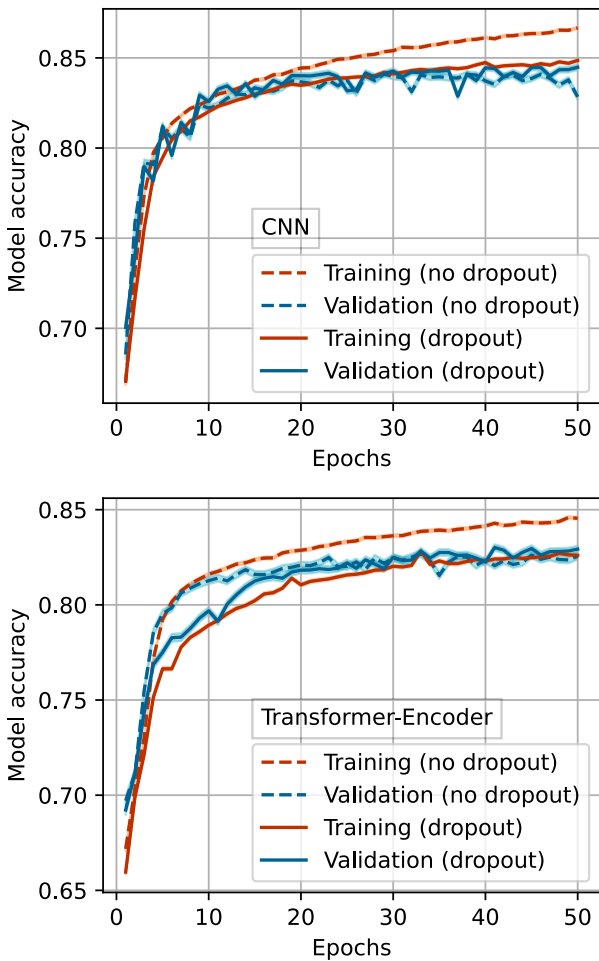 0.85
0.80
0.75
0.70
Model accuracy
CNN
Training (no dropout)
Validation (no dropout)
Training (dropout)
Validation (dropout)
0 10 20 30 40 50
Epochs
0.85
0.80
0.75
0.70
0.65
Model accuracy
Transformer-Encoder
Training (no dropout)
Validation (no dropout)
Training (dropout)
Validation (dropout)
0 10 20 30 40 50
Epochs